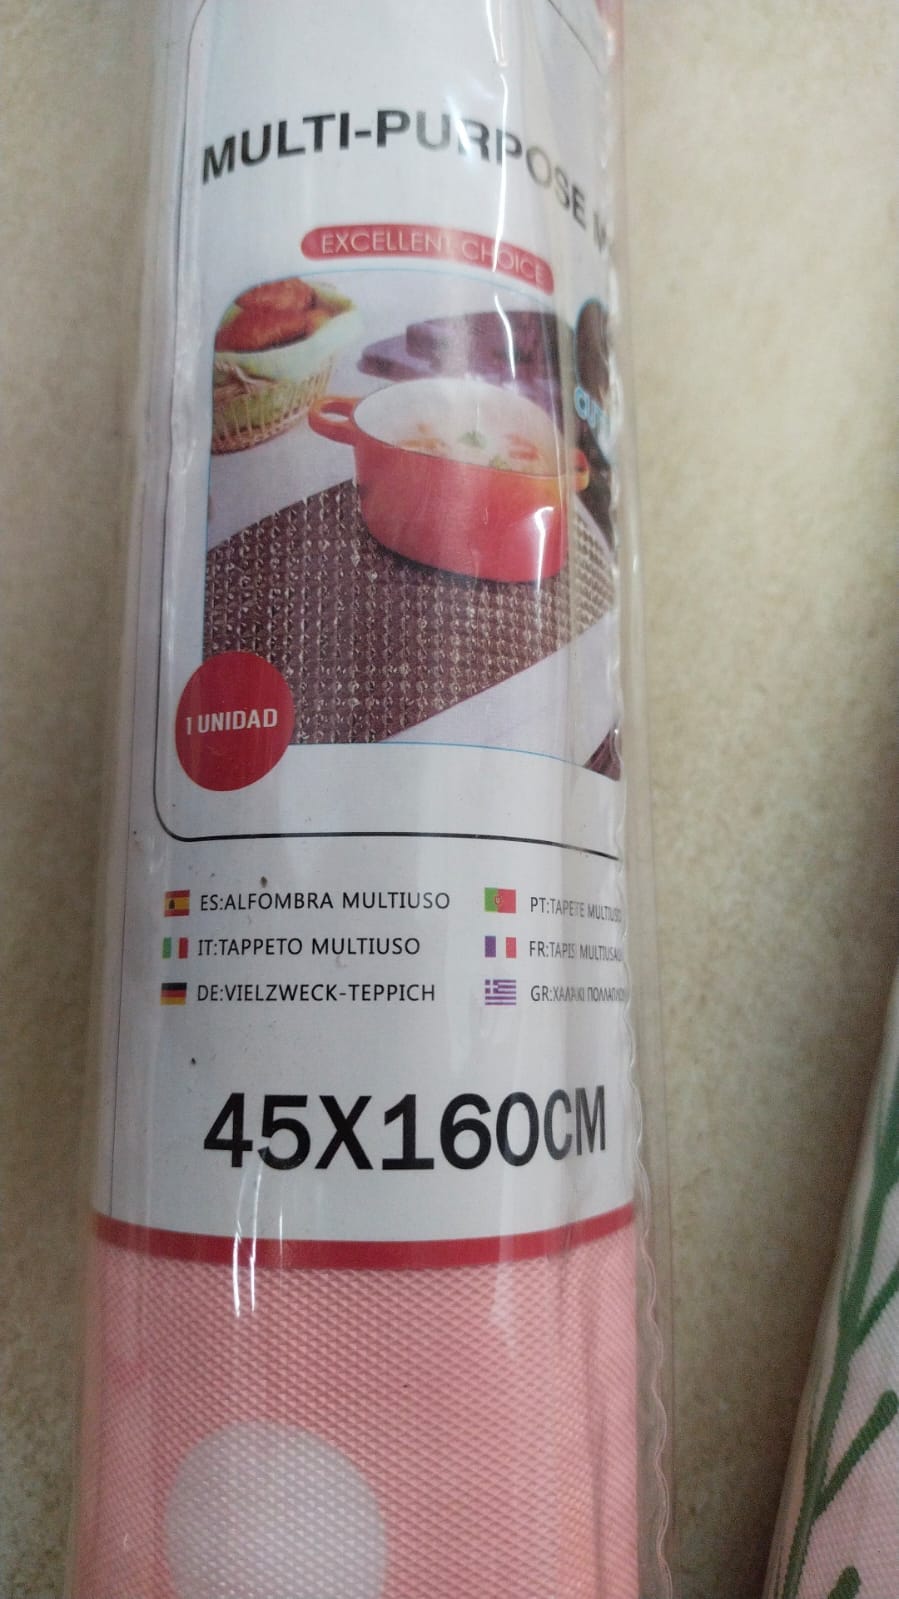 MULTI-PURPOSE
EXCELLENT CHOICE
1 UNIDAD
ES:ALFOMBRA MULTIUSO
PT:TAPETE MULTIUSO
IT:TAPPETO MULTIUSO
FR:TAPIS
DE:VIELZWECK-TEPPICH
GR:
45X160CM